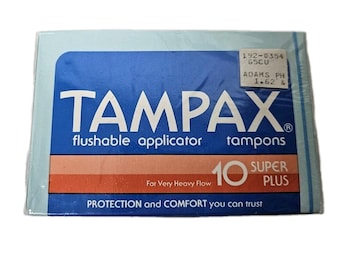 192-0354
65CU
ADAMS PH
1.62 &
TAMPAX®
flushable applicator tampons
For Very Heavy Flow 10 SUPER PLUS
PROTECTION and COMFORT you can trust